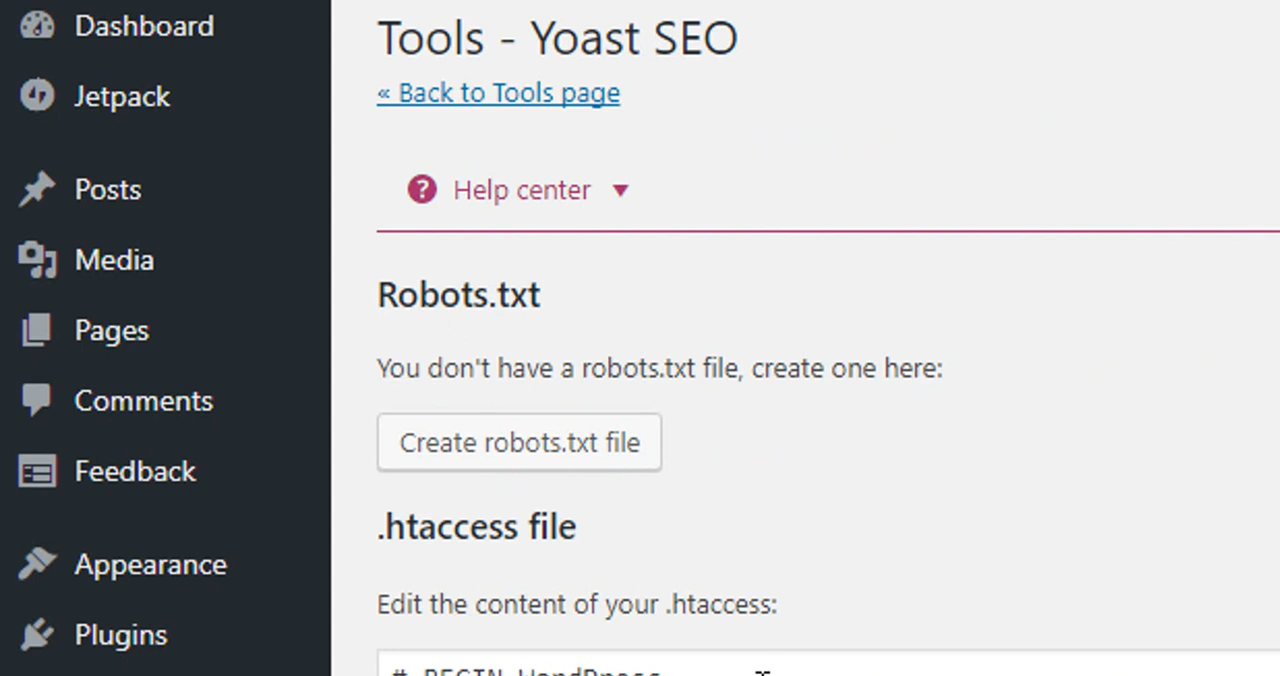 Dashboard
Jetpack
Posts
Media
Pages
Comments
Feedback
Appearance
Plugins
Tools - Yoast SEO
« Back to Tools page
Help center
Robots.txt
You don't have a robots.txt file, create one here:
Create robots.txt file
.htaccess file
Edit the content of your .htaccess:
# BEGIN WordPress